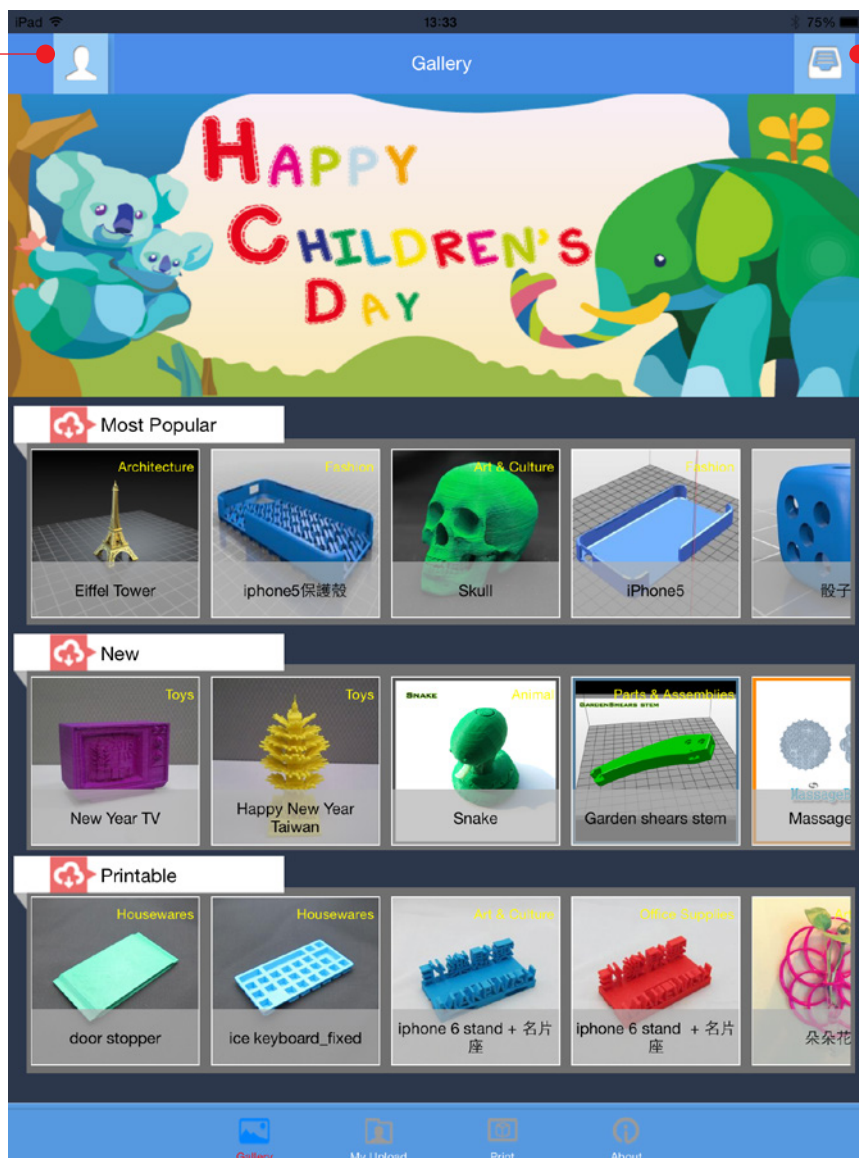 iPad 13:33 75%
Gallery
HAPPY
CHILDREN'S
DAY
Most Popular
Architecture
Eiffel Tower
Fashion
iphone5保護殼
Art & Culture
Skull
Fashion
iPhone5
骰子
New
Toys
New Year TV
Toys
Happy New Year
Taiwan
SNAKE
Animal
Snake
Parts & Assemblies
GARDENSHEARS STEM
Garden shears stem
Massage
Printable
Housewares
door stopper
Housewares
ice keyboard_fixed
Art & Culture
iphone 6 stand + 名片
座
Office Supplies
iphone 6 stand + 名片
座
朵朵花
Gallery My Upload Print About